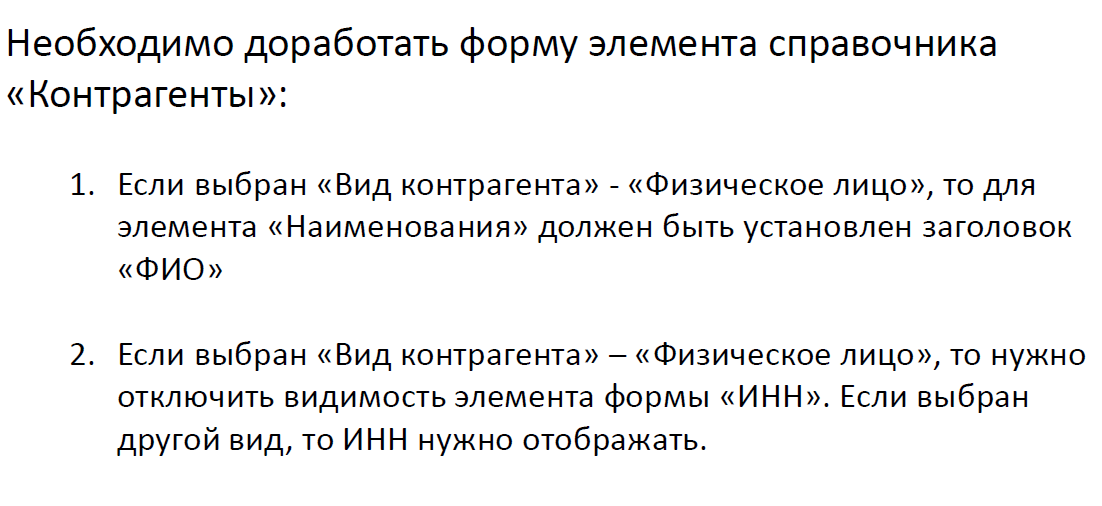 Необходимо доработать форму элемента справочника
«Контрагенты»:
1. Если выбран «Вид контрагента» - «Физическое лицо», то для
элемента «Наименования» должен быть установлен заголовок
«ФИО»
2. Если выбран «Вид контрагента» – «Физическое лицо», то нужно
отключить видимость элемента формы «ИНН». Если выбран
другой вид, то ИНН нужно отображать.